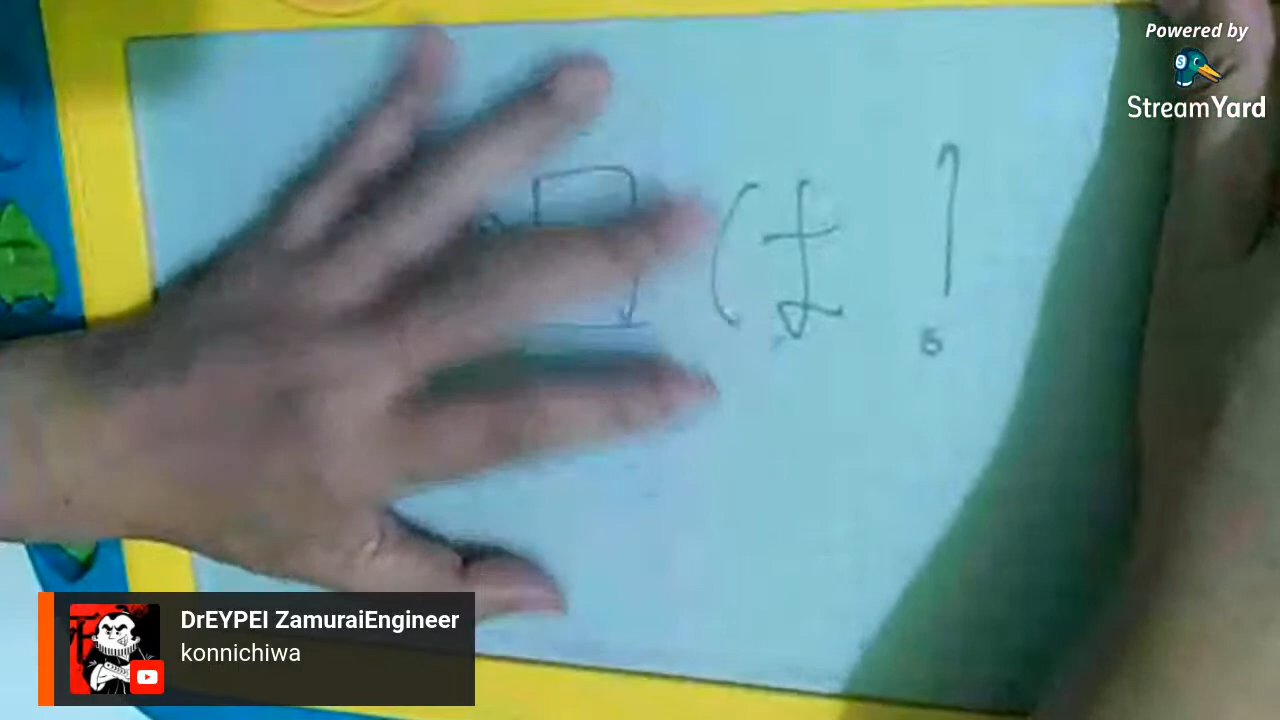 Powered by
StreamYard
は!
DrEYPEI ZamuraiEngineer
konnichiwa